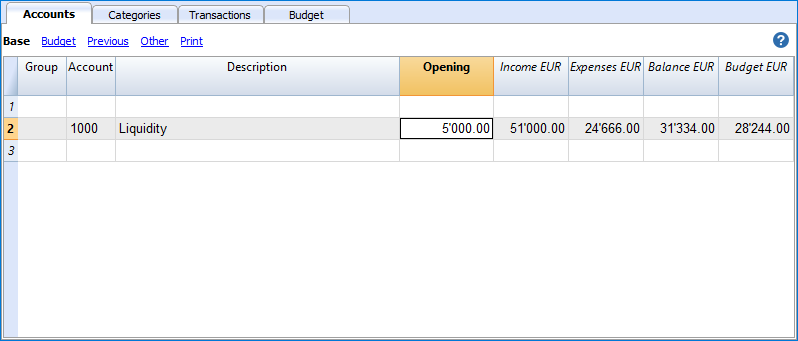 Accounts Categories Transactions Budget
Base Budget Previous Other Print ?
Group Account Description Opening Income EUR Expenses EUR Balance EUR Budget EUR
1
2 1000 Liquidity 5'000.00 51'000.00 24'666.00 31'334.00 28'244.00
3